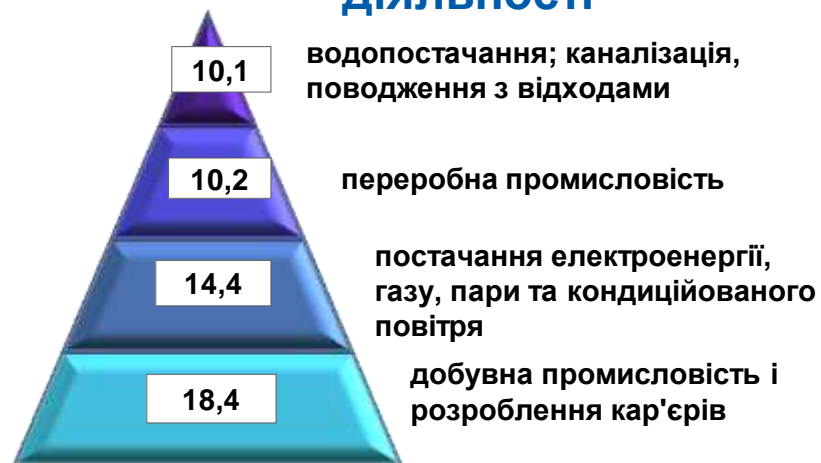 діяльності
10,1
водопостачання; каналізація,
поводження з відходами
10,2
переробна промисловість
14,4
постачання електроенергії,
газу, пари та кондиційованого
повітря
18,4
добувна промисловість і
розроблення кар'єрів